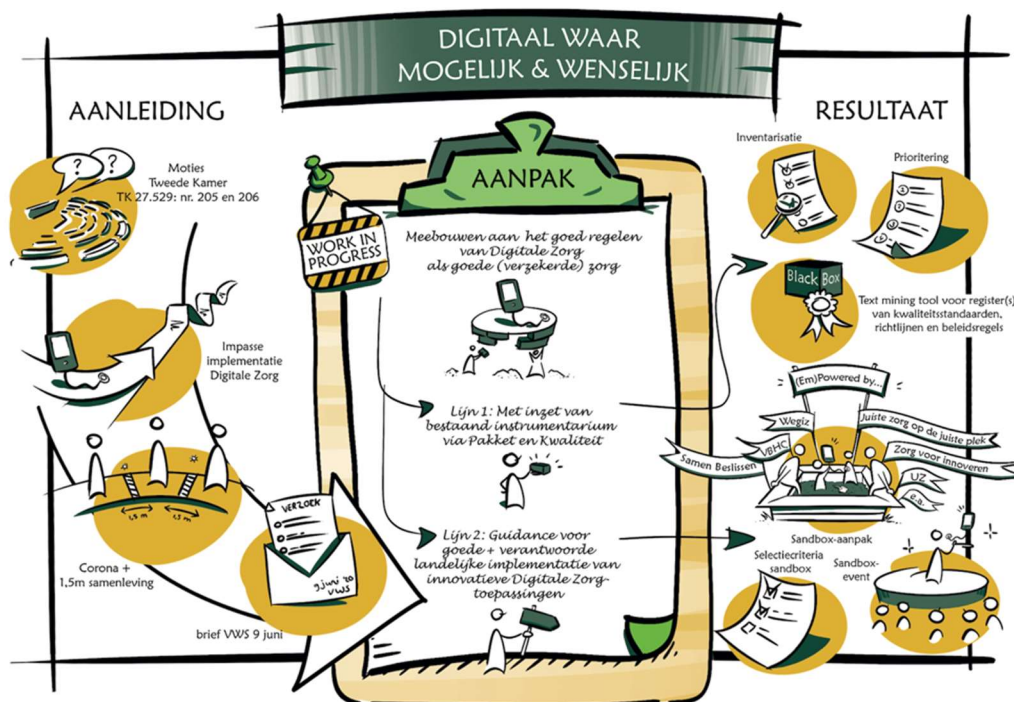 DIGITAAL WAAR
MOGELIJK & WENSELIJK
AANLEIDING
? ?
Moties
Tweede Kamer
TK 27.529: nr. 205 en 206
Impasse
implementatie
Digitale Zorg
1,5 m 1,5 m
Corona +
1,5m samenleving
VERZOEK
9 juni 20
VWS
brief VWS 9 juni
AANPAK
WORK IN
PROGRESS
Meebouwen aan het goed regelen
van Digitale Zorg
als goede (verzekerde) zorg
Lijn 1: Met inzet van
bestaand instrumentarium
via Pakket en Kwaliteit
Lijn 2: Guidance voor
goede + verantwoorde
landelijke implementatie van
innovatieve Digitale Zorg-
toepassingen
RESULTAAT
Inventarisatie
Prioritering
1
2
3
Black Box
Text mining tool voor register(s)
van kwaliteitsstandaarden,
richtlijnen en beleidsregels
(Em)Powered by...
Wegiz
VBHC
Samen Beslissen
Juiste zorg op de juiste plek
Zorg voor innoveren
UZ
e.a.
Sandbox-aanpak
Selectiecriteria
sandbox
Sandbox-
event